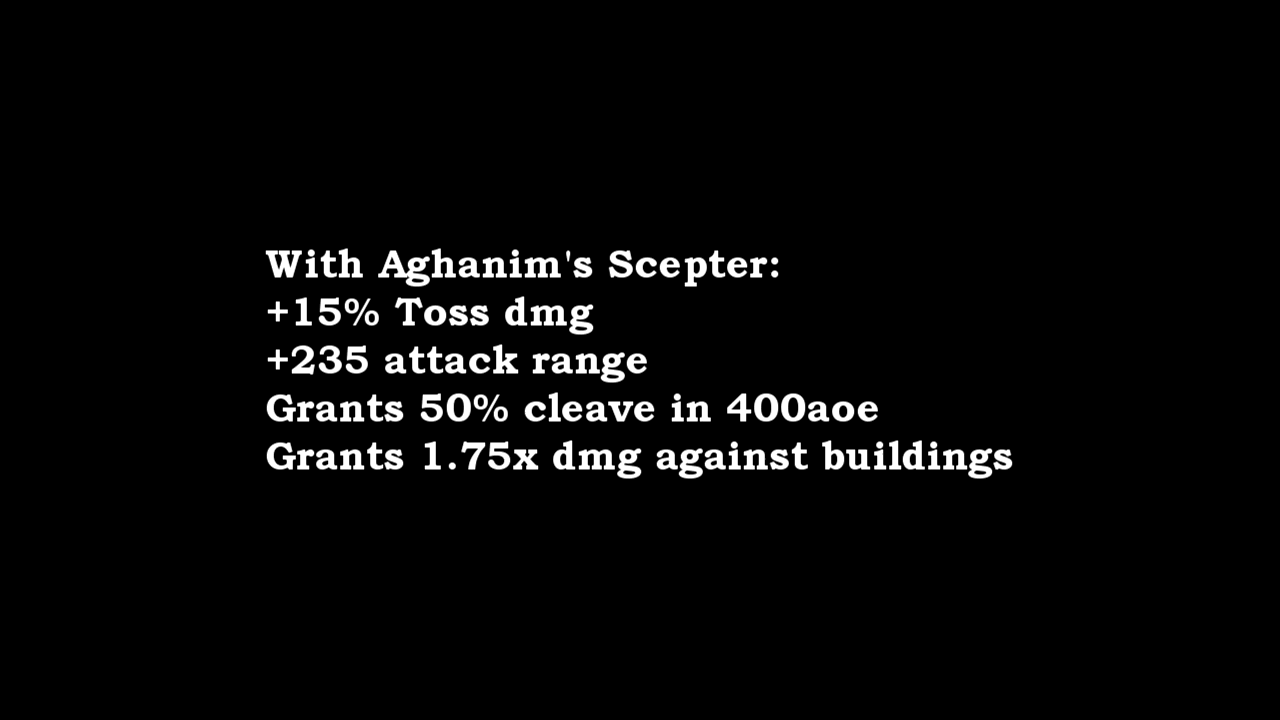 With Aghanim's Scepter:
+15% Toss dmg
+235 attack range
Grants 50% cleave in 400aoe
Grants 1.75x dmg against buildings